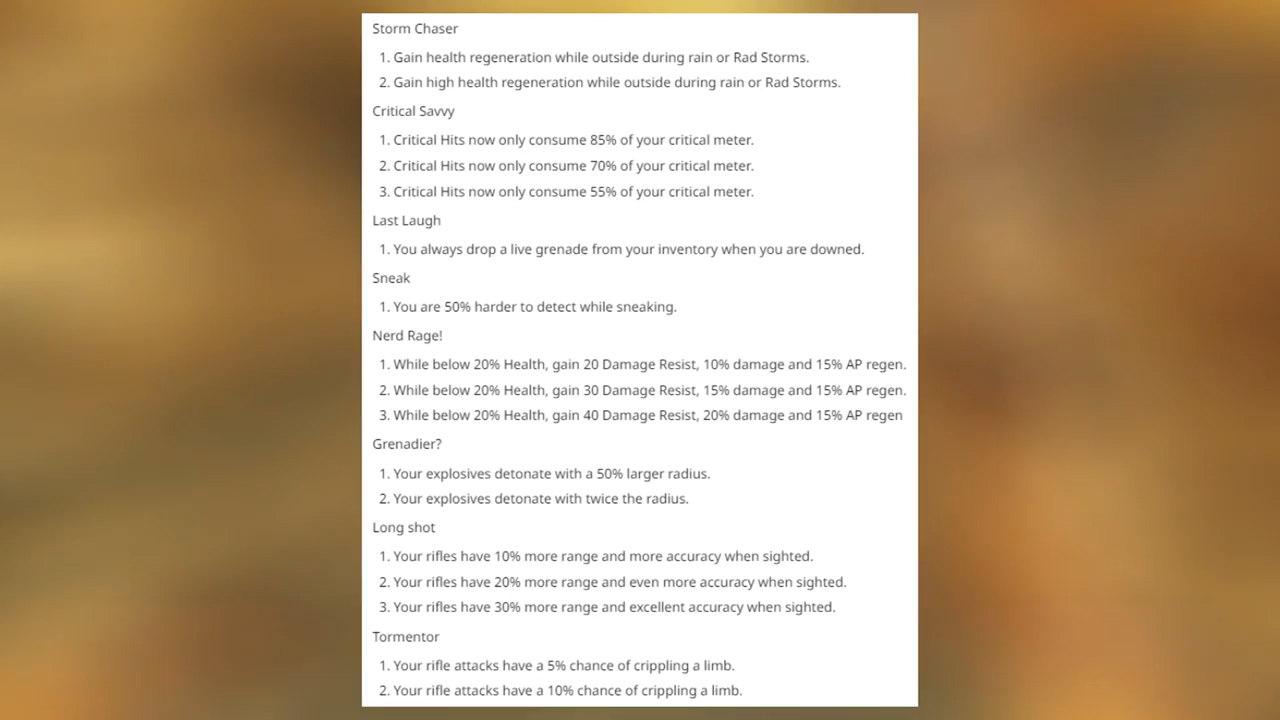 Storm Chaser
1. Gain health regeneration while outside during rain or Rad Storms.
2. Gain high health regeneration while outside during rain or Rad Storms.
Critical Savvy
1. Critical Hits now only consume 85% of your critical meter.
2. Critical Hits now only consume 70% of your critical meter.
3. Critical Hits now only consume 55% of your critical meter.
Last Laugh
1. You always drop a live grenade from your inventory when you are downed.
Sneak
1. You are 50% harder to detect while sneaking.
Nerd Rage!
1. While below 20% Health, gain 20 Damage Resist, 10% damage and 15% AP regen.
2. While below 20% Health, gain 30 Damage Resist, 15% damage and 15% AP regen.
3. While below 20% Health, gain 40 Damage Resist, 20% damage and 15% AP regen
Grenadier?
1. Your explosives detonate with a 50% larger radius.
2. Your explosives detonate with twice the radius.
Long shot
1. Your rifles have 10% more range and more accuracy when sighted.
2. Your rifles have 20% more range and even more accuracy when sighted.
3. Your rifles have 30% more range and excellent accuracy when sighted.
Tormentor
1. Your rifle attacks have a 5% chance of crippling a limb.
2. Your rifle attacks have a 10% chance of crippling a limb.